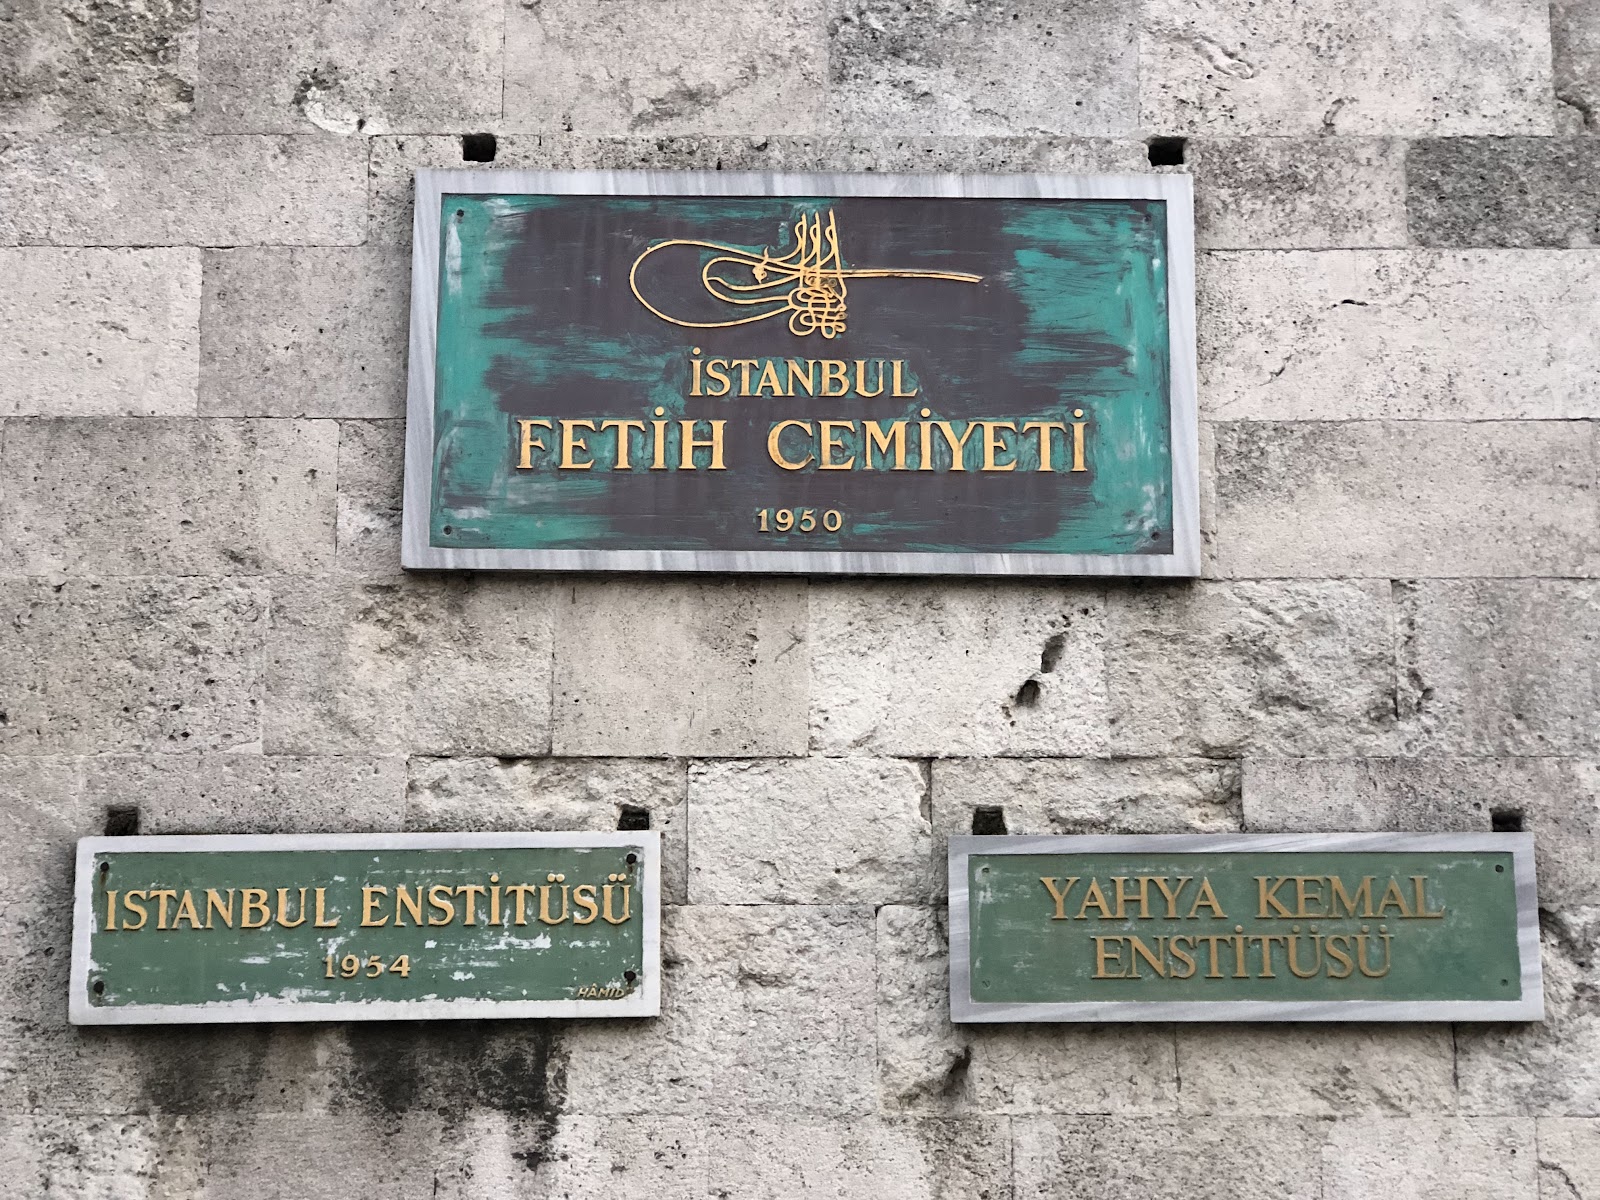 İSTANBUL
FETİH CEMİYETİ
1950
ISTANBUL ENSTİTÜSÜ
1954
HÂMİD
YAHYA KEMAL
ENSTİTÜSÜ